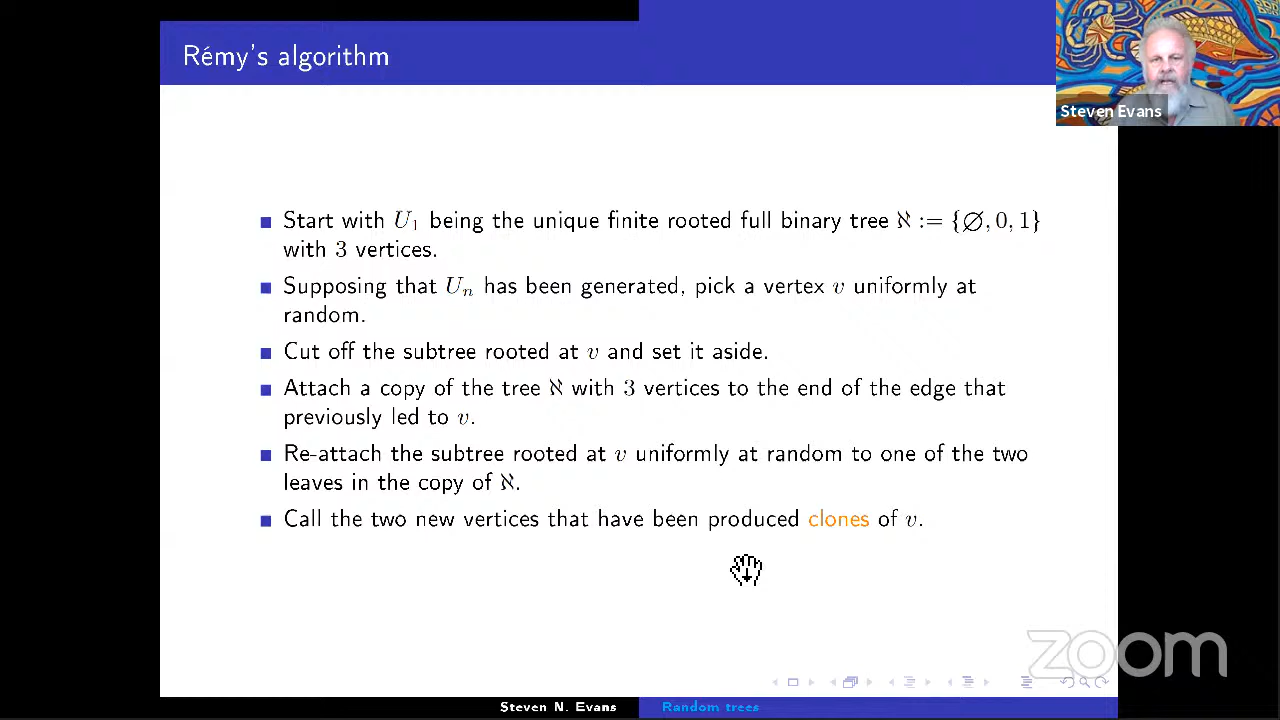 Rémy's algorithm
Steven Evans
Start with U₁ being the unique finite rooted full binary tree ℵ := {∅, 0, 1}
with 3 vertices.
Supposing that Uₙ has been generated, pick a vertex v uniformly at
random.
Cut off the subtree rooted at v and set it aside.
Attach a copy of the tree ℵ with 3 vertices to the end of the edge that
previously led to v.
Re-attach the subtree rooted at v uniformly at random to one of the two
leaves in the copy of ℵ.
Call the two new vertices that have been produced clones of v.
zoom
Steven N. Evans
Random trees